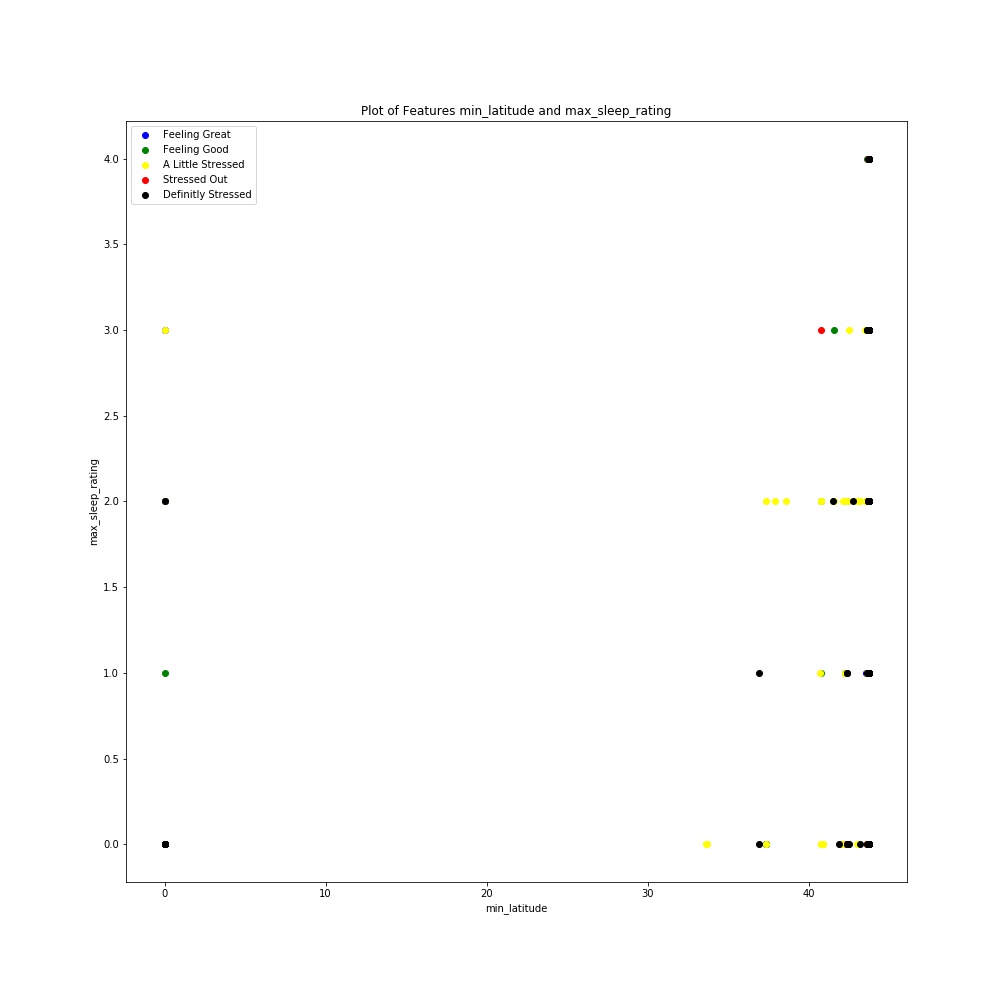 Plot of Features min_latitude and max_sleep_rating
Feeling Great
Feeling Good
A Little Stressed
Stressed Out
Definitly Stressed
4.0
3.5
3.0
2.5
2.0
1.5
1.0
0.5
0.0
max_sleep_rating
0 10 20 30 40
min_latitude